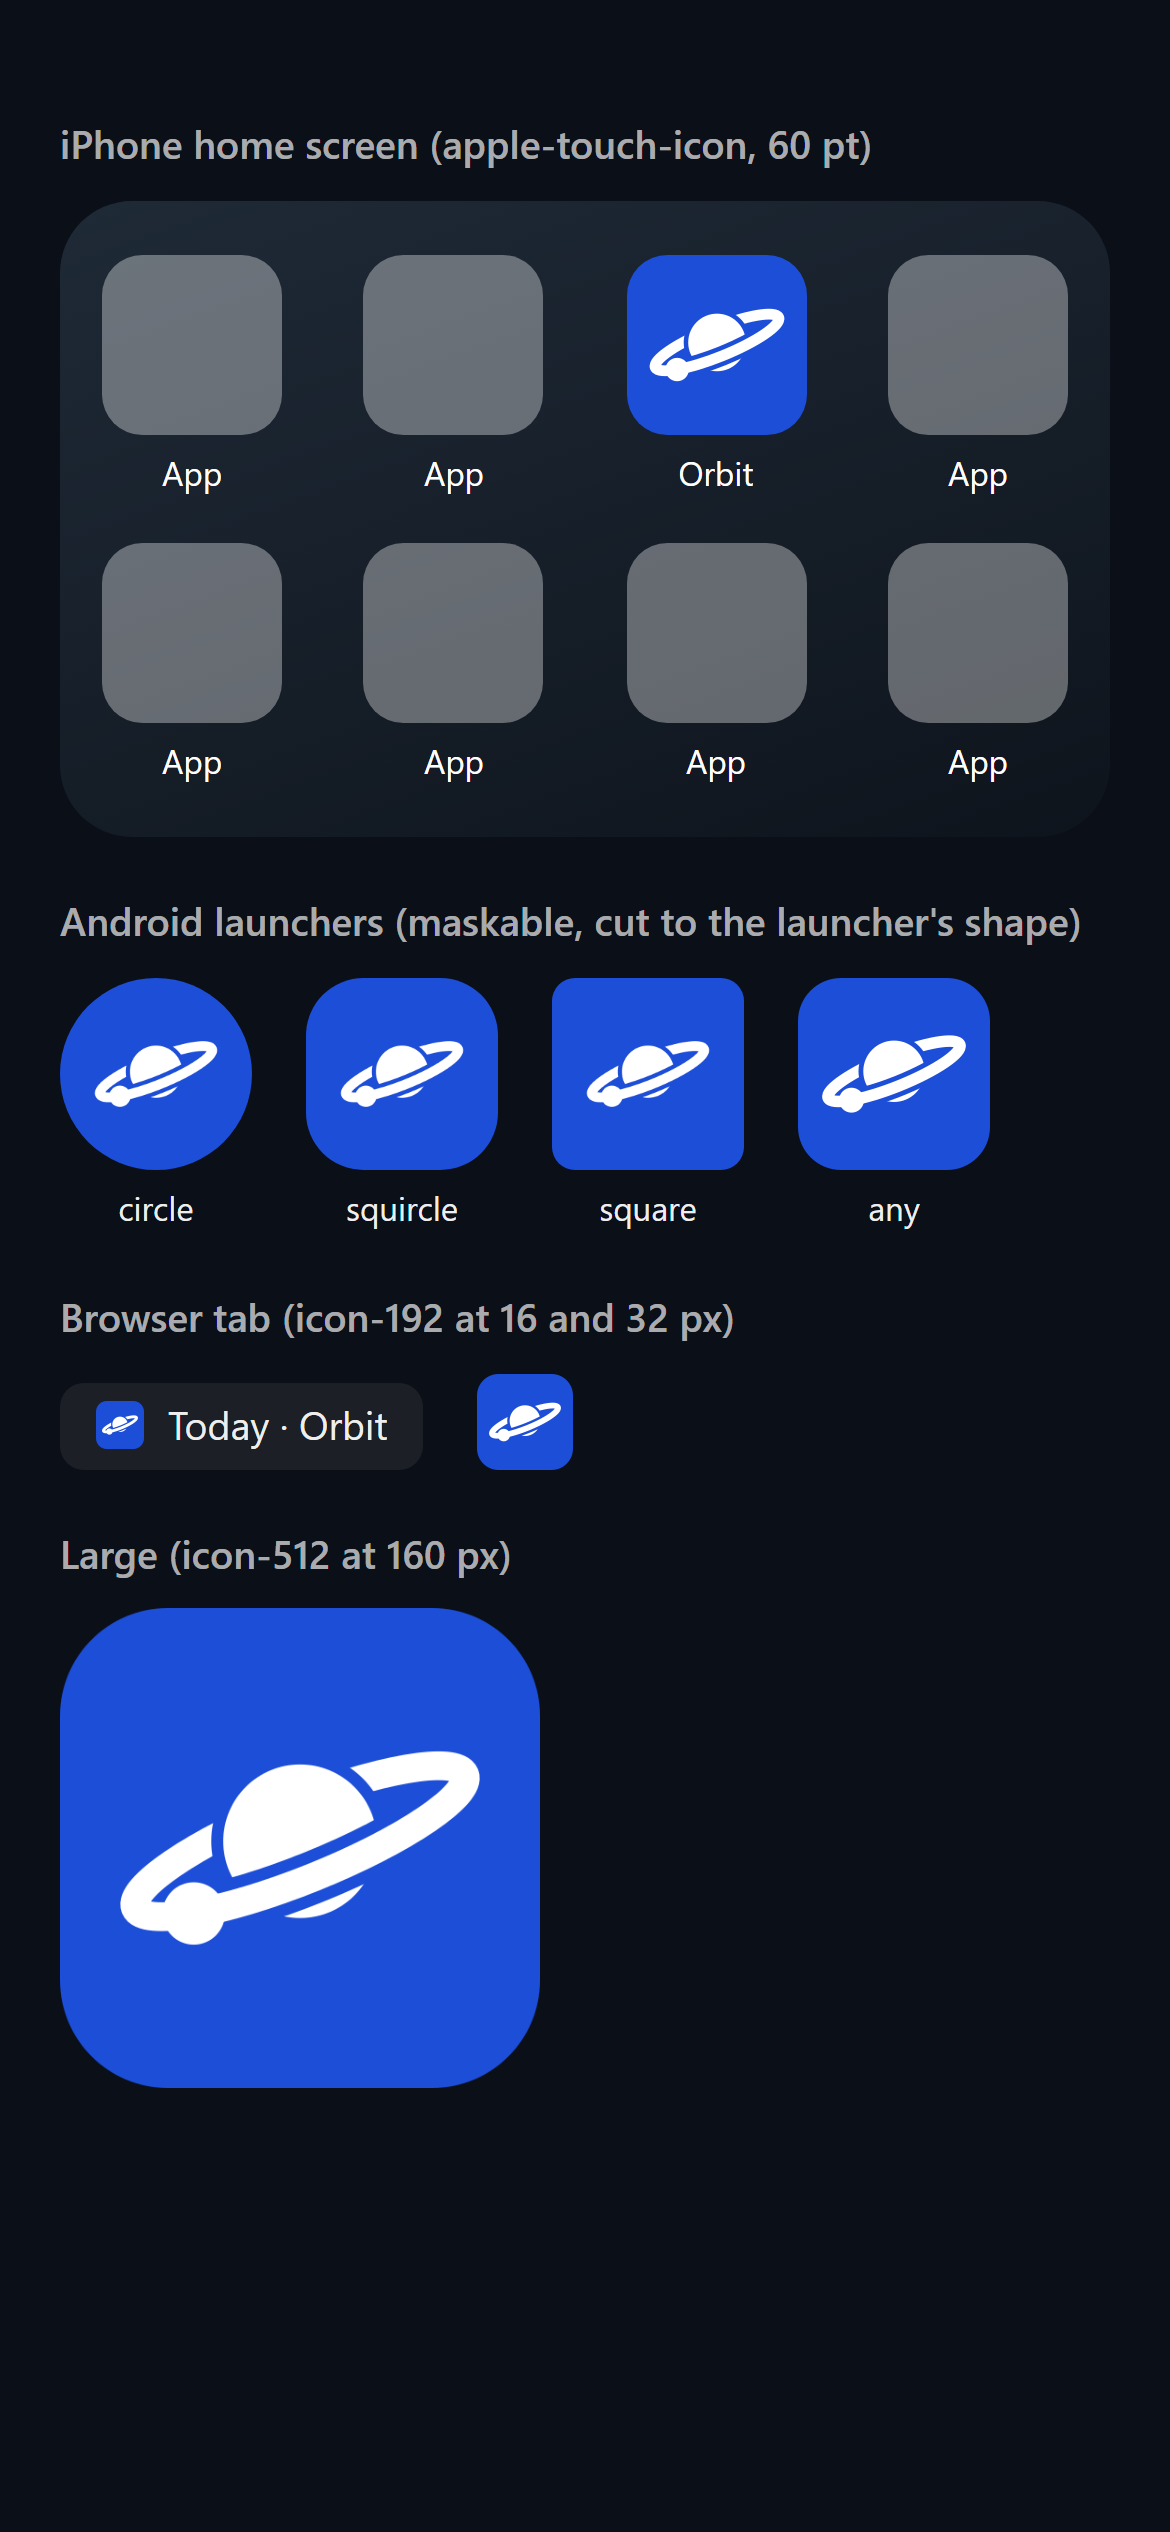 iPhone home screen (apple-touch-icon, 60 pt)
App App Orbit App
App App App App
Android launchers (maskable, cut to the launcher's shape)
circle squircle square any
Browser tab (icon-192 at 16 and 32 px)
Today · Orbit
Large (icon-512 at 160 px)